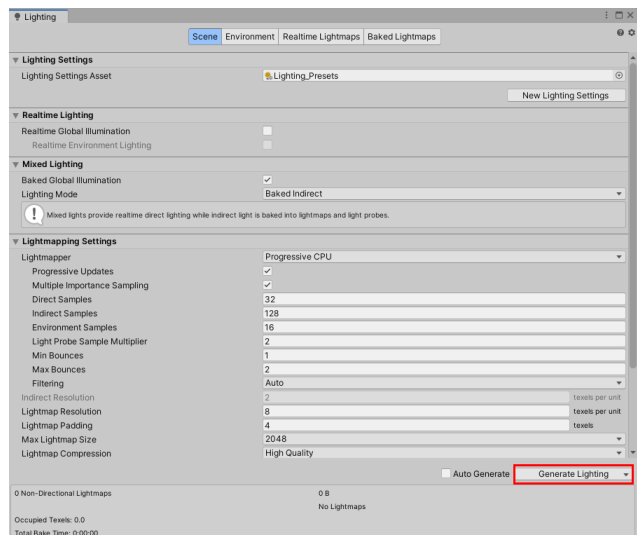 Lighting
Scene Environment Realtime Lightmaps Baked Lightmaps
Lighting Settings
Lighting Settings Asset Lighting_Presets
New Lighting Settings
Realtime Lighting
Realtime Global Illumination
Realtime Environment Lighting
Mixed Lighting
Baked Global Illumination
Lighting Mode Baked Indirect
Mixed lights provide realtime direct lighting while indirect light is baked into lightmaps and light probes.
Lightmapping Settings
Lightmapper Progressive CPU
Progressive Updates
Multiple Importance Sampling
Direct Samples 32
Indirect Samples 128
Environment Samples 16
Light Probe Sample Multiplier 2
Min Bounces 1
Max Bounces 2
Filtering Auto
Indirect Resolution 2 texels per unit
Lightmap Resolution 8 texels per unit
Lightmap Padding 4 texels
Max Lightmap Size 2048
Lightmap Compression High Quality
Auto Generate Generate Lighting
0 Non-Directional Lightmaps 0 B
No Lightmaps
Occupied Texels: 0.0
Total Bake Time: 0:00:00